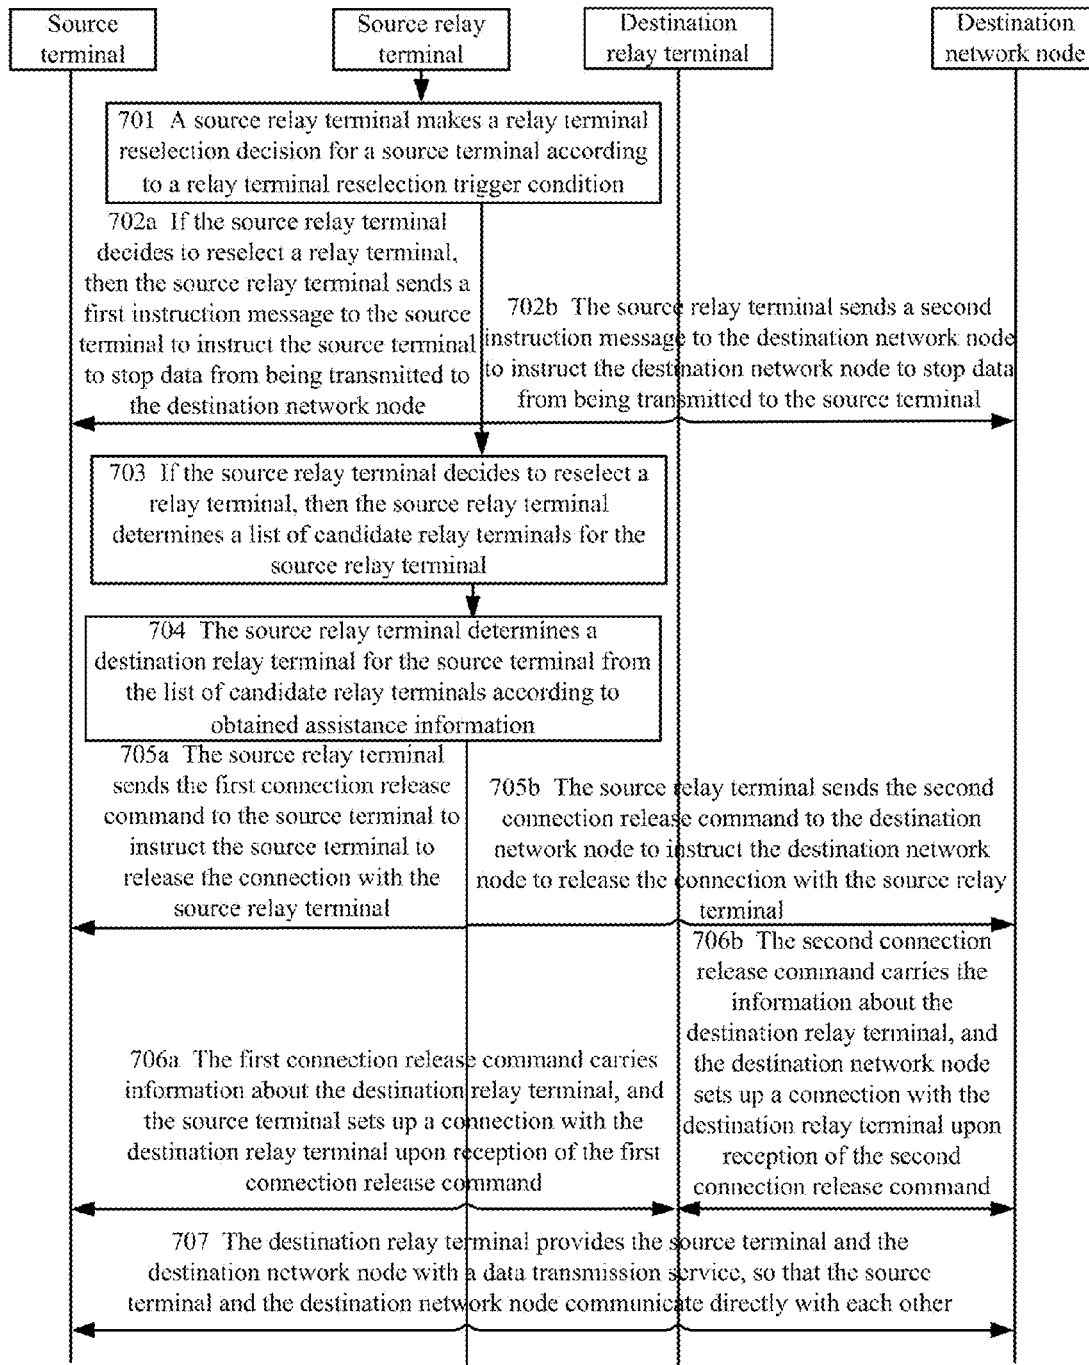 Source
terminal
Source relay
terminal
Destination
relay terminal
Destination
network node
701 A source relay terminal makes a relay terminal
reselection decision for a source terminal according
to a relay terminal reselection trigger condition
702a If the source relay terminal
decides to reselect a relay terminal,
then the source relay terminal sends a
first instruction message to the source
terminal to instruct the source terminal
to stop data from being transmitted to
the destination network node
702b The source relay terminal sends a second
instruction message to the destination network node
to instruct the destination network node to stop data
from being transmitted to the source terminal
703 If the source relay terminal decides to reselect a
relay terminal, then the source relay terminal
determines a list of candidate relay terminals for the
source relay terminal
704 The source relay terminal determines a
destination relay terminal for the source terminal from
the list of candidate relay terminals according to
obtained assistance information
705a The source relay terminal
sends the first connection release
command to the source terminal to
instruct the source terminal to
release the connection with the
source relay terminal
705b The source relay terminal sends the second
connection release command to the destination
network node to instruct the destination network
node to release the connection with the source relay
terminal
706b The second connection
release command carries the
information about the
destination relay terminal, and
the destination network node
sets up a connection with the
destination relay terminal upon
reception of the second
connection release command
706a The first connection release command carries
information about the destination relay terminal, and
the source terminal sets up a connection with the
destination relay terminal upon reception of the first
connection release command
707 The destination relay terminal provides the source terminal and the
destination network node with a data transmission service, so that the source
terminal and the destination network node communicate directly with each other